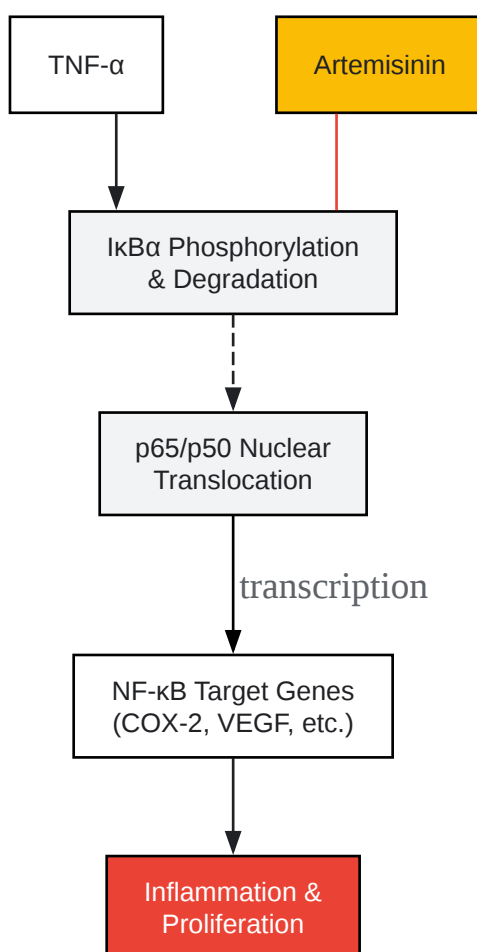 TNF-α
Artemisinin
IκBα Phosphorylation
& Degradation
p65/p50 Nuclear
Translocation
transcription
NF-κB Target Genes
(COX-2, VEGF, etc.)
Inflammation &
Proliferation